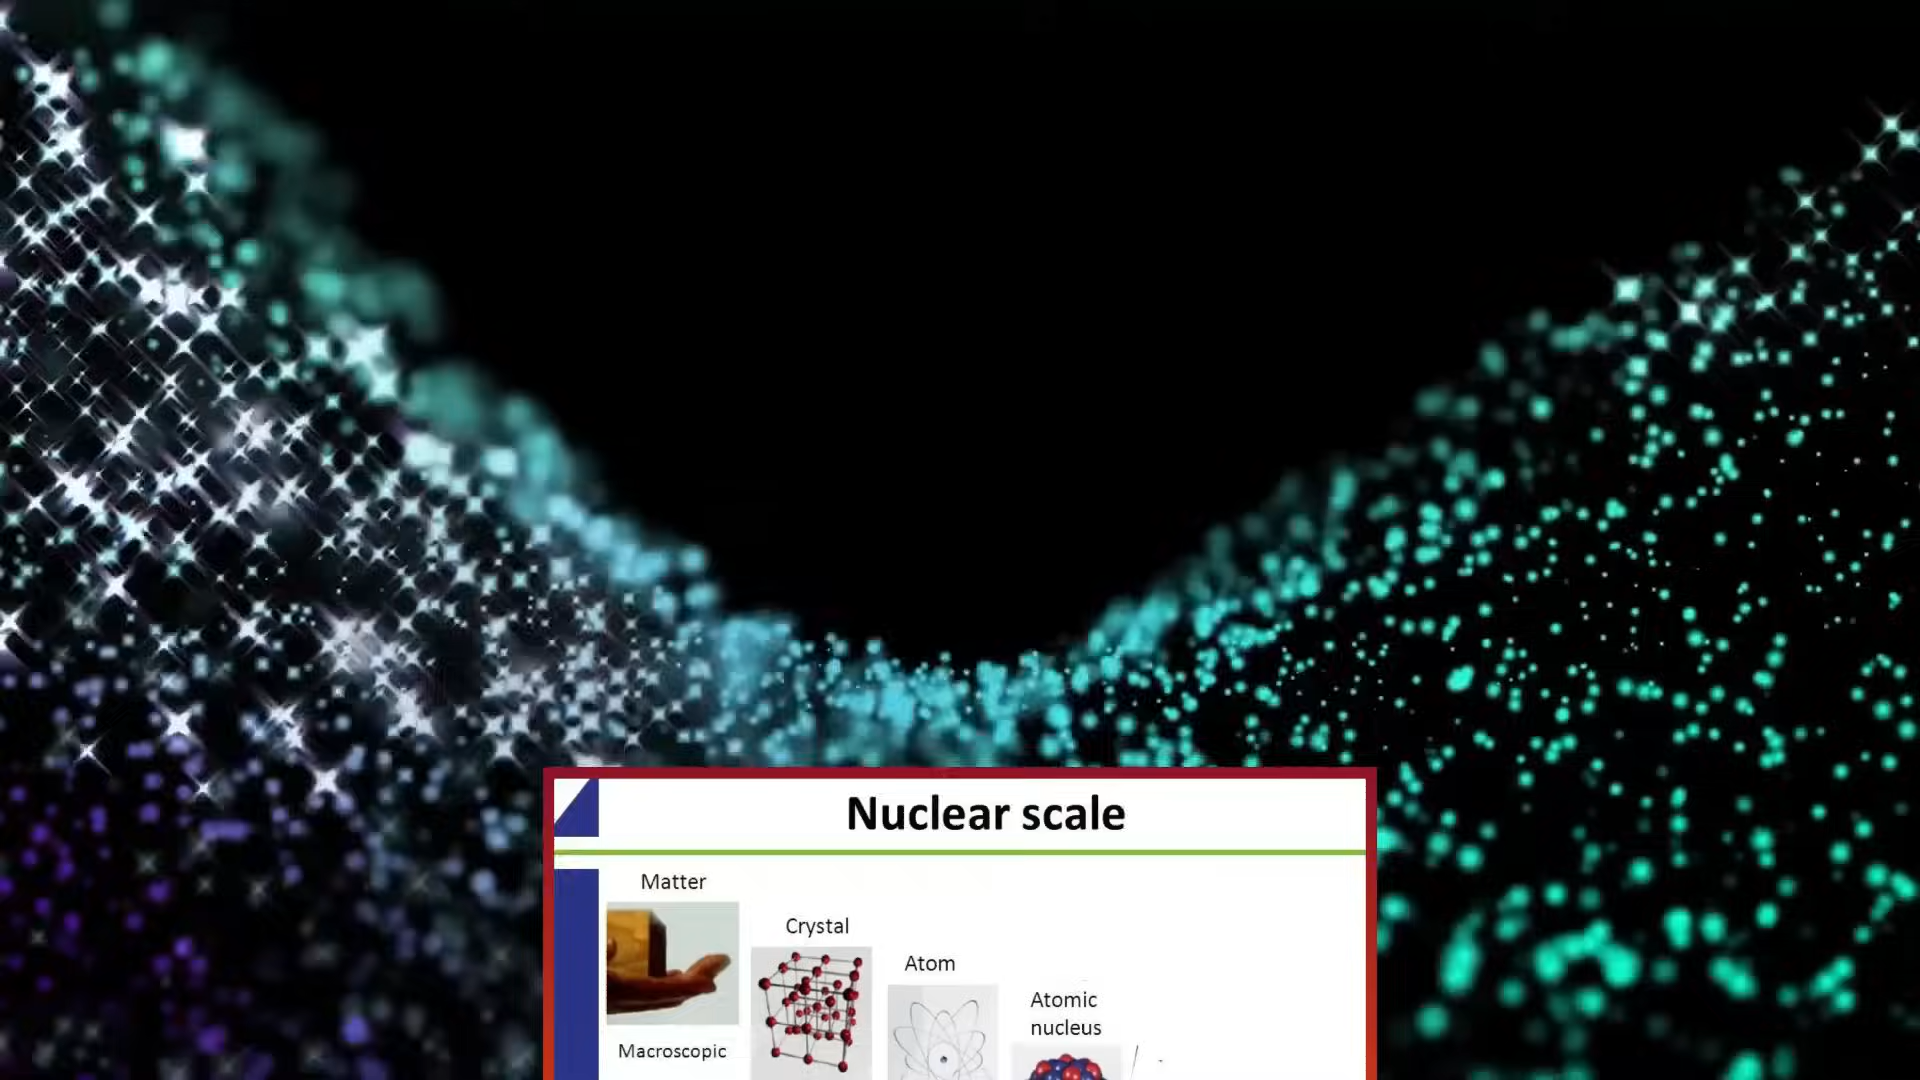 Nuclear scale
Matter
Crystal
Atom
Atomic
nucleus
Macroscopic